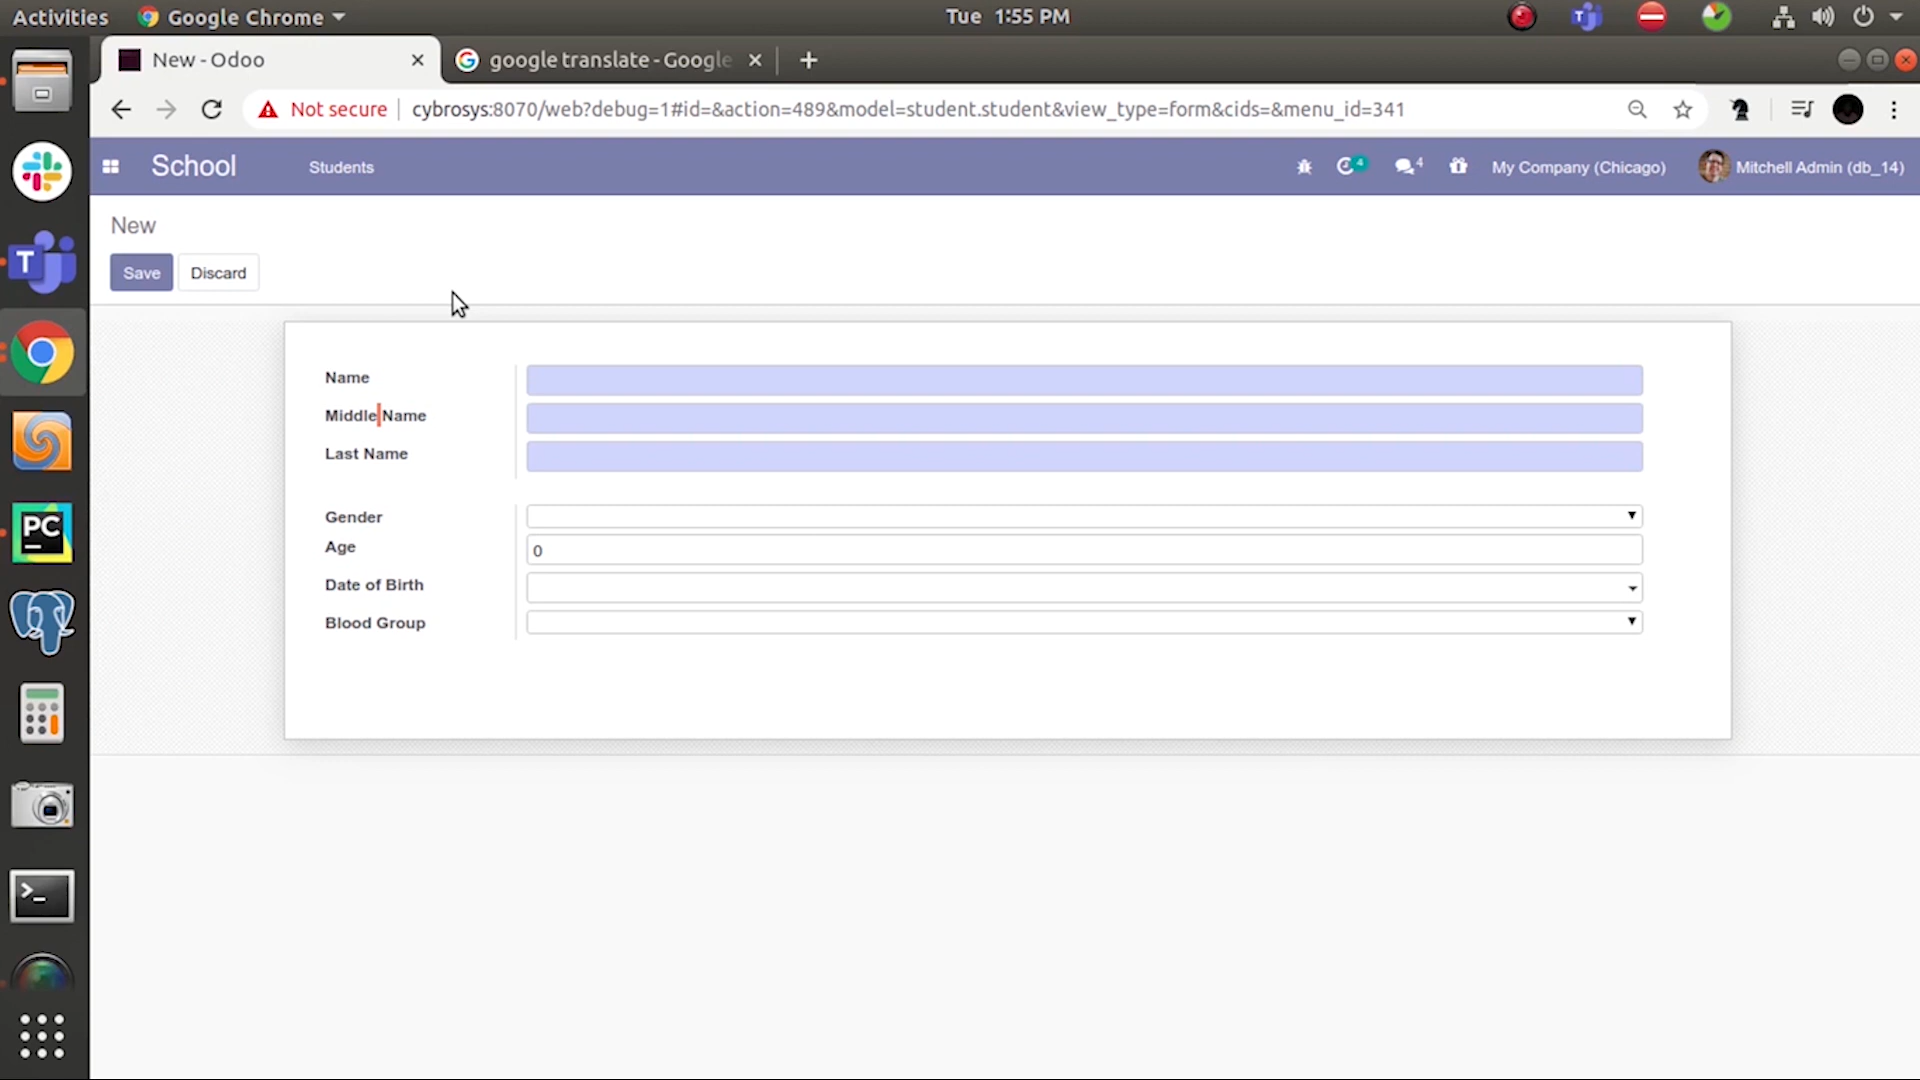 Activities Google Chrome Tue 1:55 PM
New - Odoo google translate - Google
Not secure cybrosys:8070/web?debug=1#id=&action=489&model=student.student&view_type=form&cids=&menu_id=341
School Students 4 4 My Company (Chicago) Mitchell Admin (db_14)
New
Save Discard
Name
Middle Name
Last Name
Gender
Age 0
Date of Birth
Blood Group
T
PC
>_